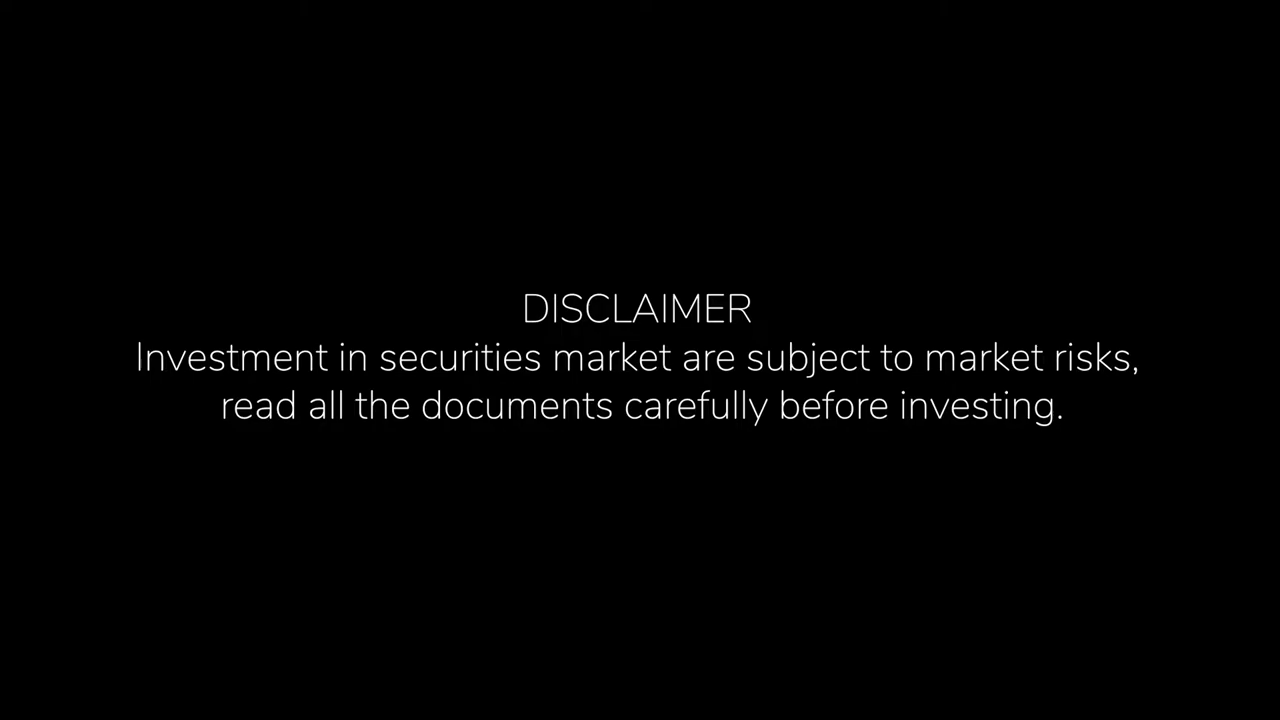 DISCLAIMER
Investment in securities market are subject to market risks,
read all the documents carefully before investing.